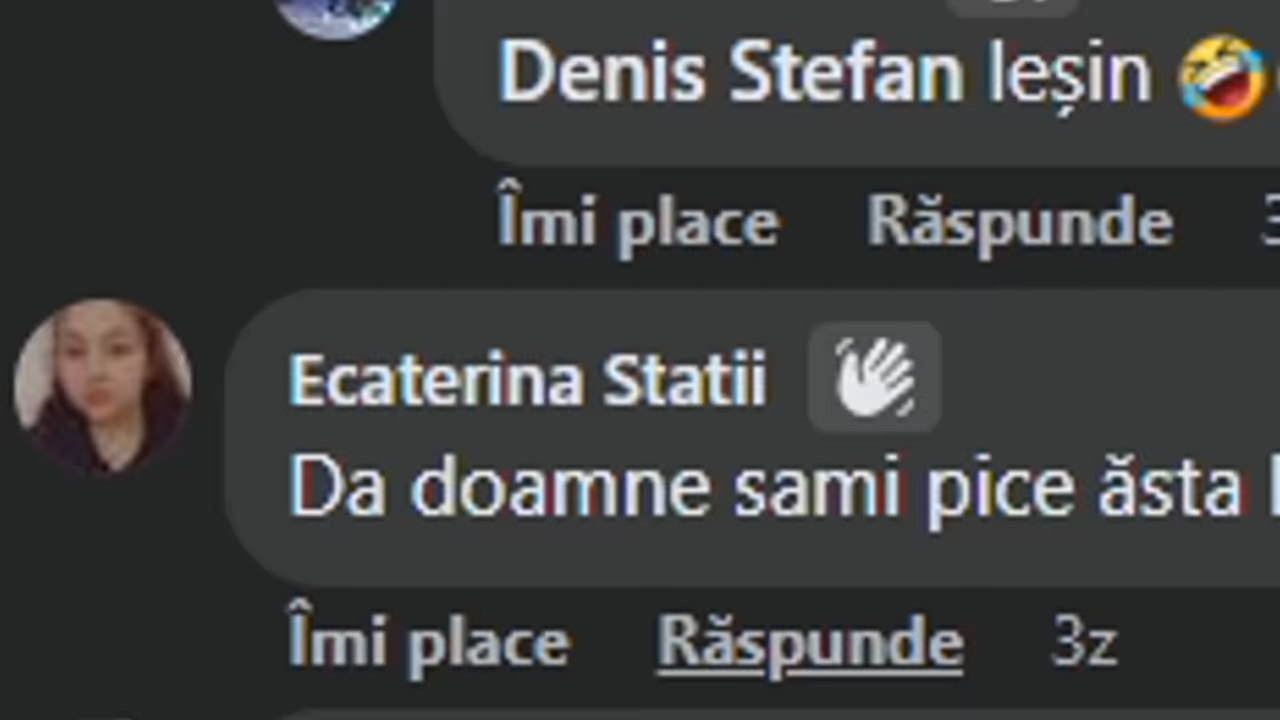 Denis Stefan leșin 🤣
Îmi place Răspunde
Ecaterina Statii
Da doamne sami pice ăsta
Îmi place Răspunde 3z